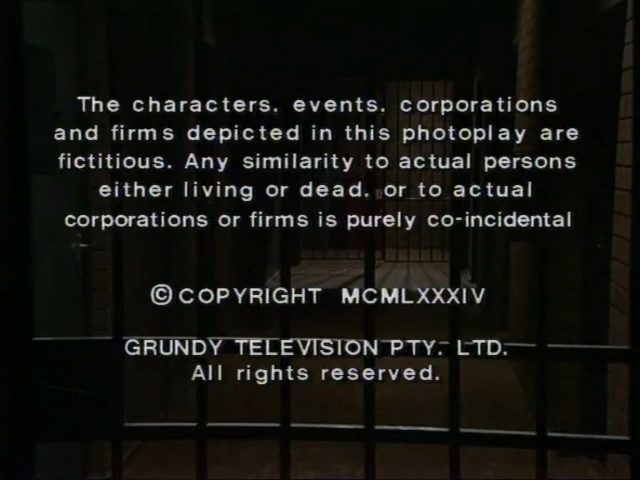 The characters, events, corporations
and firms depicted in this photoplay are
fictitious. Any similarity to actual persons
either living or dead, or to actual
corporations or firms is purely co-incidental
©COPYRIGHT MCMLXXXIV
GRUNDY TELEVISION PTY. LTD.
All rights reserved.